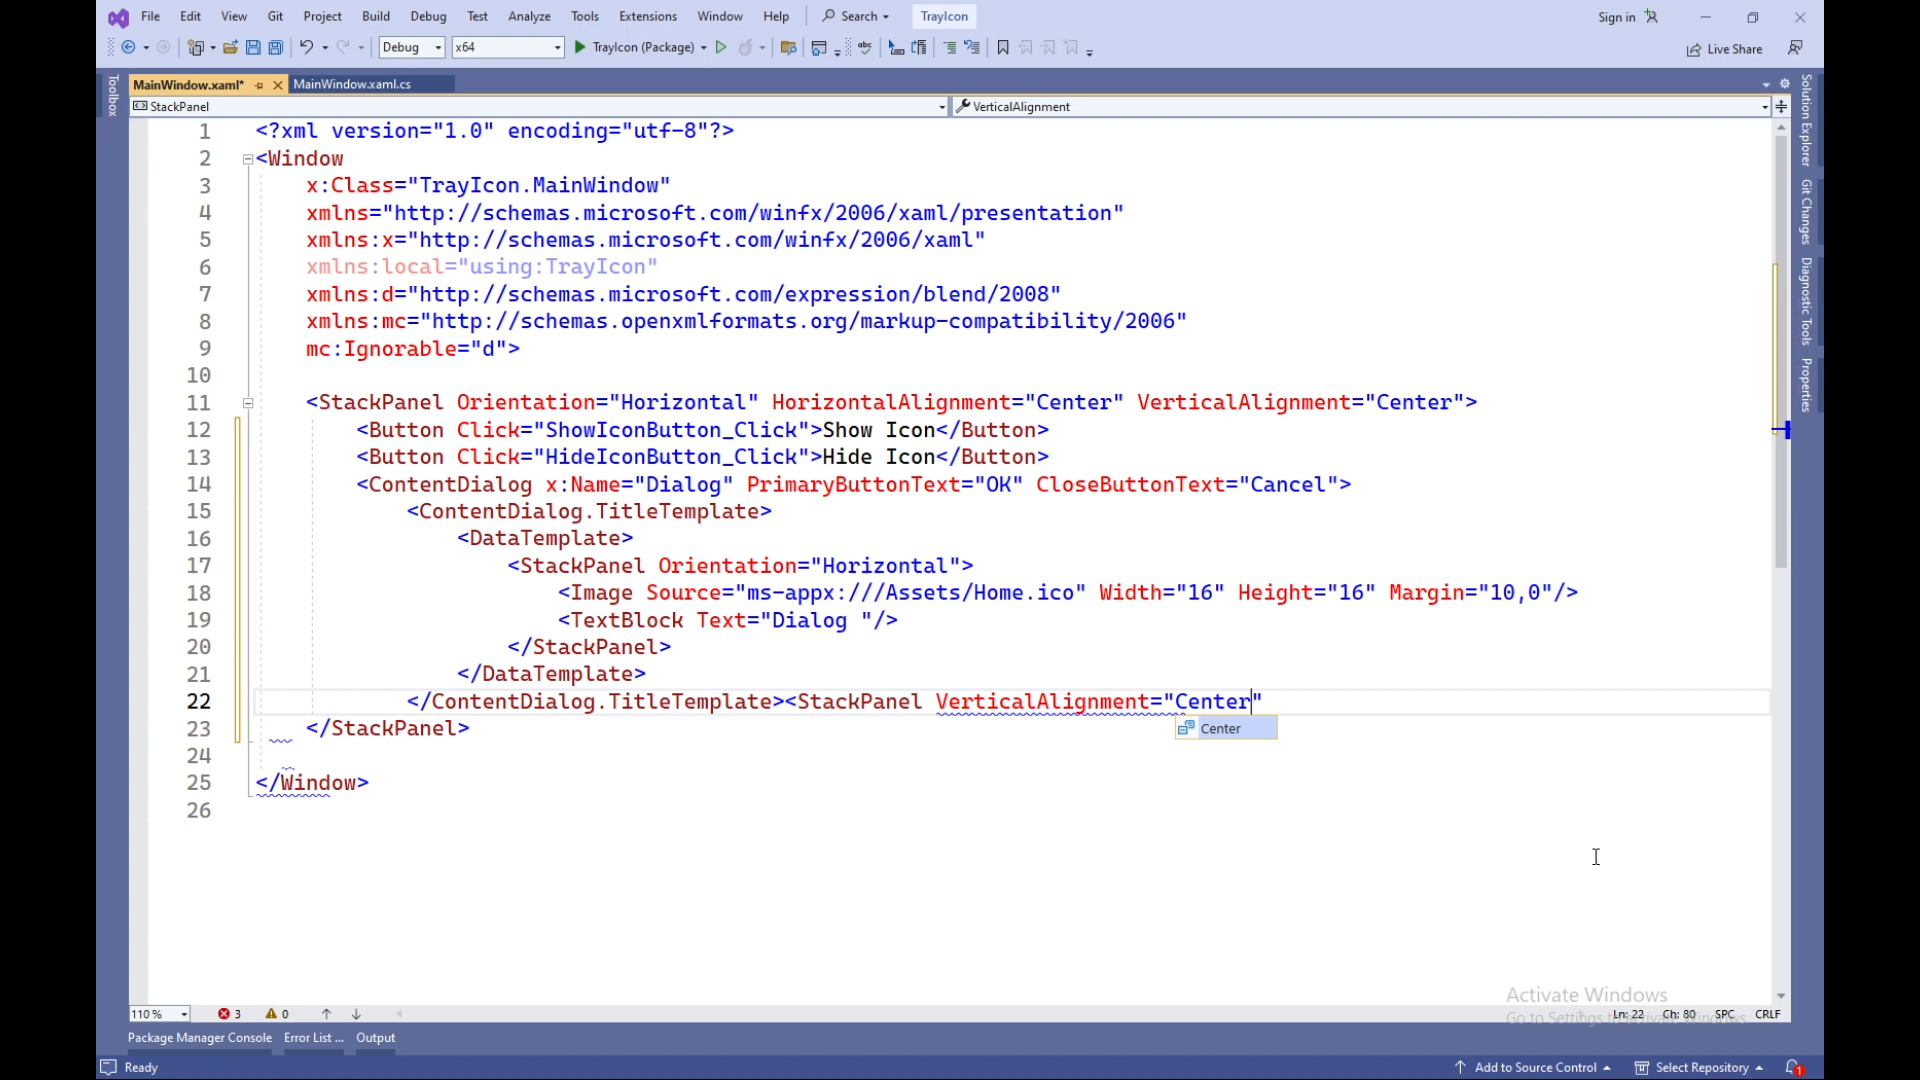 File Edit View Git Project Build Debug Test Analyze Tools Extensions Window Help Search TrayIcon Sign in
Debug x64 TrayIcon (Package) Live Share
MainWindow.xaml* MainWindow.xaml.cs
StackPanel VerticalAlignment
1 <?xml version="1.0" encoding="utf-8"?>
2 <Window
3 x:Class="TrayIcon.MainWindow"
4 xmlns="http://schemas.microsoft.com/winfx/2006/xaml/presentation"
5 xmlns:x="http://schemas.microsoft.com/winfx/2006/xaml"
6 xmlns:local="using:TrayIcon"
7 xmlns:d="http://schemas.microsoft.com/expression/blend/2008"
8 xmlns:mc="http://schemas.openxmlformats.org/markup-compatibility/2006"
9 mc:Ignorable="d">
10
11 <StackPanel Orientation="Horizontal" HorizontalAlignment="Center" VerticalAlignment="Center">
12 <Button Click="ShowIconButton_Click">Show Icon</Button>
13 <Button Click="HideIconButton_Click">Hide Icon</Button>
14 <ContentDialog x:Name="Dialog" PrimaryButtonText="OK" CloseButtonText="Cancel">
15 <ContentDialog.TitleTemplate>
16 <DataTemplate>
17 <StackPanel Orientation="Horizontal">
18 <Image Source="ms-appx:///Assets/Home.ico" Width="16" Height="16" Margin="10,0"/>
19 <TextBlock Text="Dialog "/>
20 </StackPanel>
21 </DataTemplate>
22 </ContentDialog.TitleTemplate><StackPanel VerticalAlignment="Center"
23 </StackPanel>
Center
24
25 </Window>
26
Toolbox
Solution Explorer
Git Changes
Diagnostic Tools
Properties
Activate Windows
Go to Settings to activate Windows.
110 % 3 0 Ln: 22 Ch: 80 SPC CRLF
Package Manager Console Error List ... Output
Ready Add to Source Control Select Repository 1